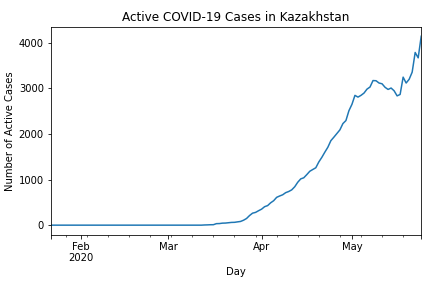 Active COVID-19 Cases in Kazakhstan
4000
3000
2000
1000
0
Number of Active Cases
Feb
2020
Mar
Apr
May
Day